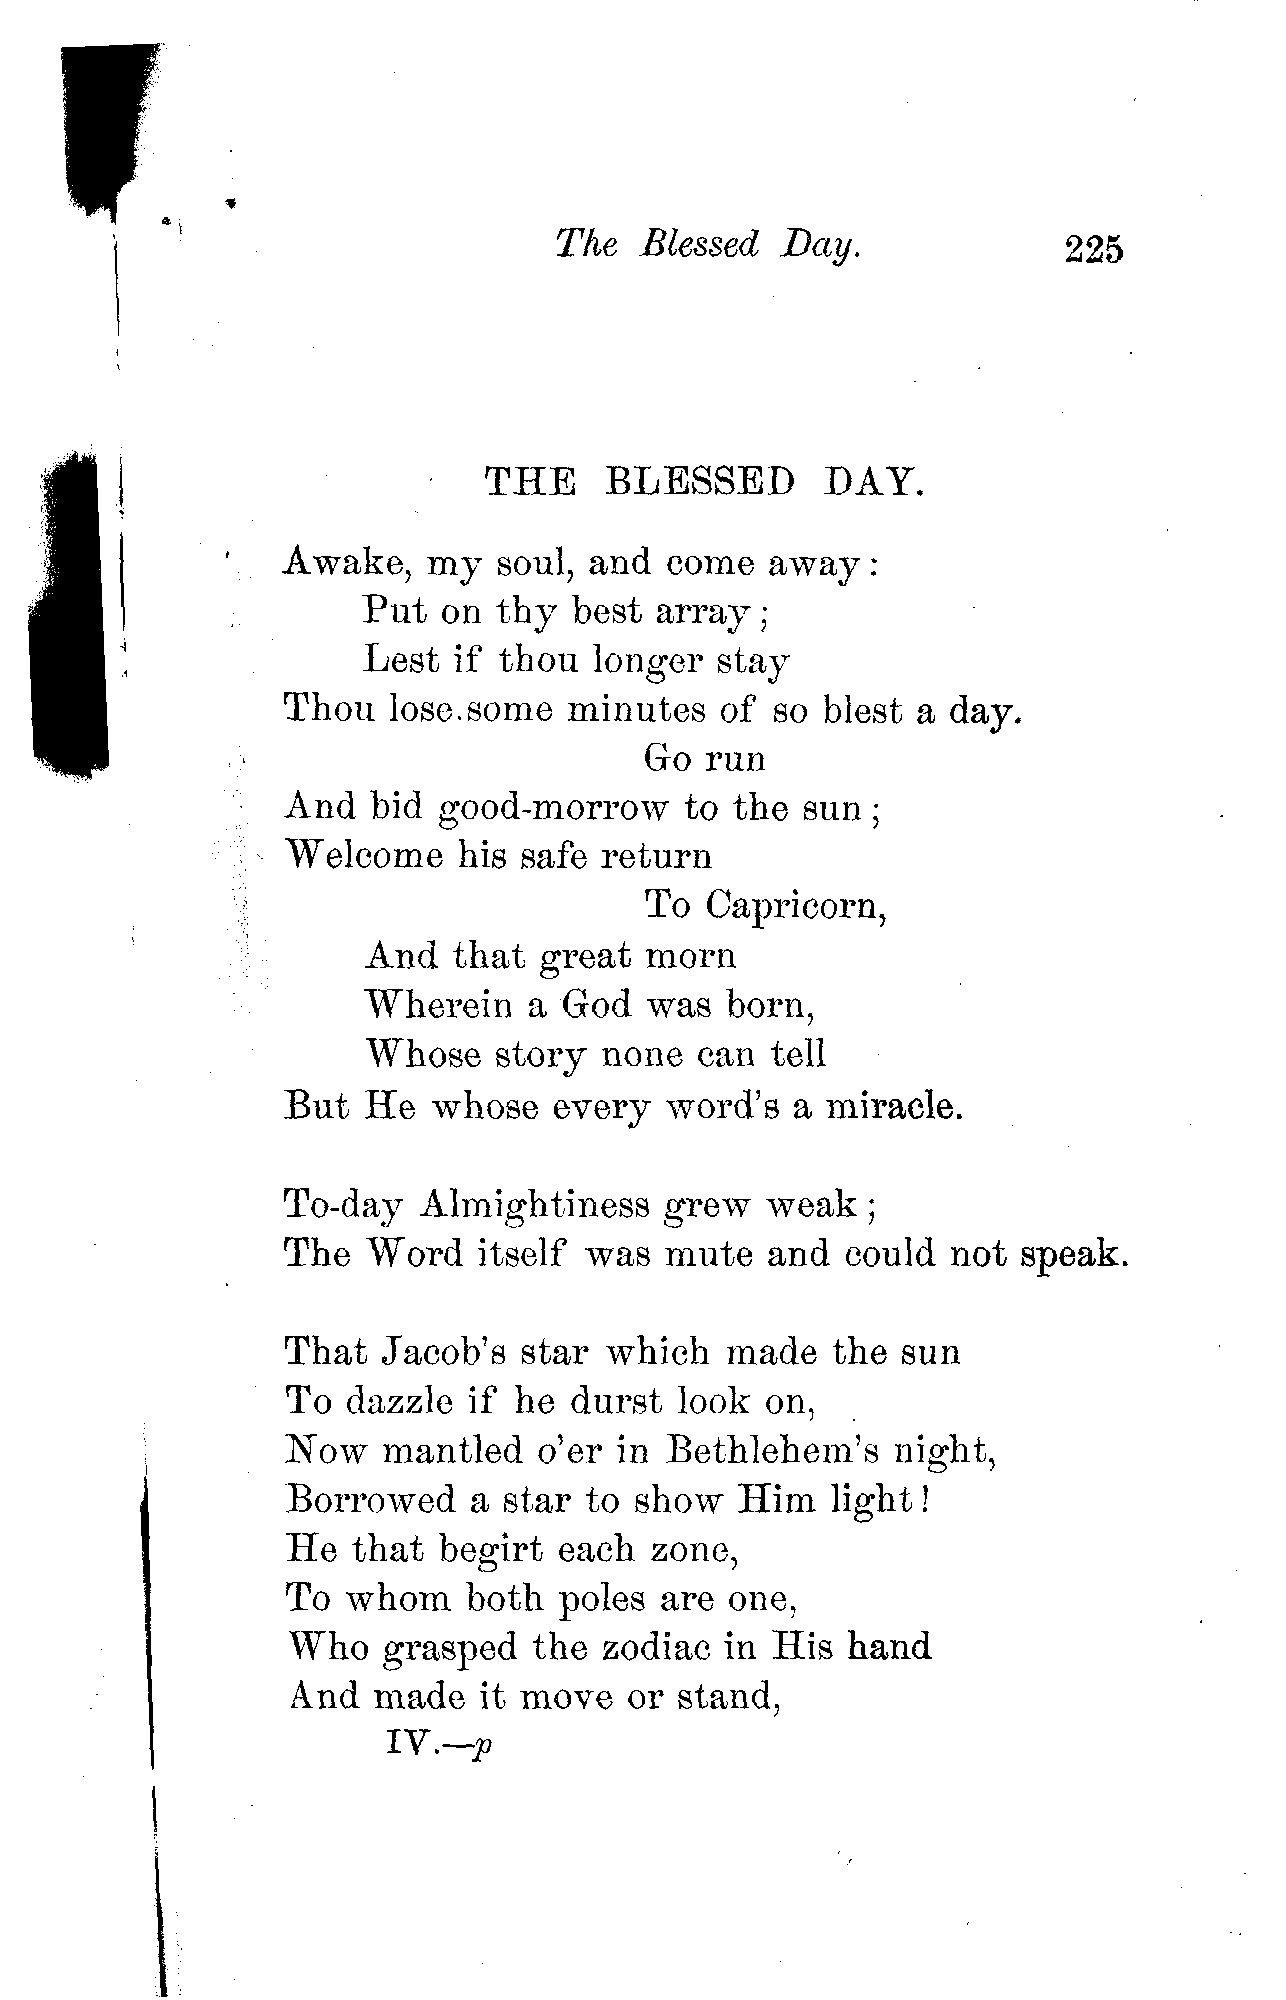 The Blessed Day. 225
THE BLESSED DAY.
Awake, my soul, and come away:
Put on thy best array;
Lest if thou longer stay
Thou lose some minutes of so blest a day.
Go run
And bid good-morrow to the sun;
Welcome his safe return
To Capricorn,
And that great morn
Wherein a God was born,
Whose story none can tell
But He whose every word's a miracle.
To-day Almightiness grew weak;
The Word itself was mute and could not speak.
That Jacob's star which made the sun
To dazzle if he durst look on,
Now mantled o'er in Bethlehem's night,
Borrowed a star to show Him light!
He that begirt each zone,
To whom both poles are one,
Who grasped the zodiac in His hand
And made it move or stand,
IV.—p